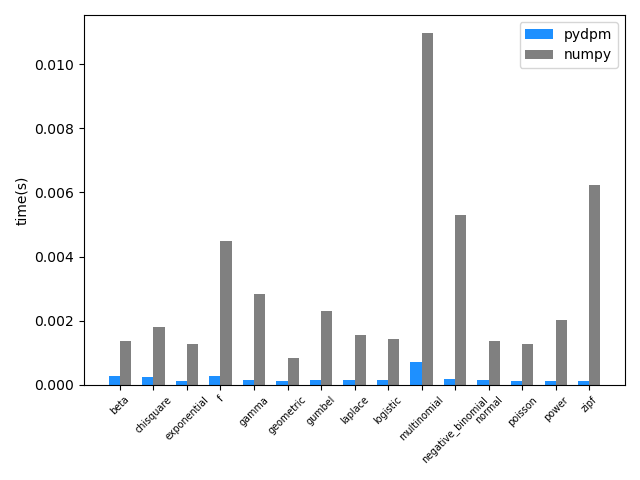 pydpm
numpy
time(s)
0.010
0.008
0.006
0.004
0.002
0.000
beta
chisquare
exponential
f
gamma
geometric
gumbel
laplace
logistic
multinomial
negative_binomial
normal
poisson
power
zipf